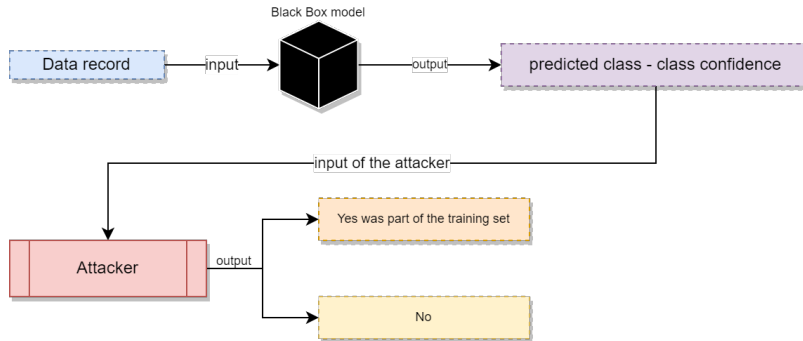 Black Box model
Data record
input
output
predicted class - class confidence
input of the attacker
Attacker
output
Yes was part of the training set
No